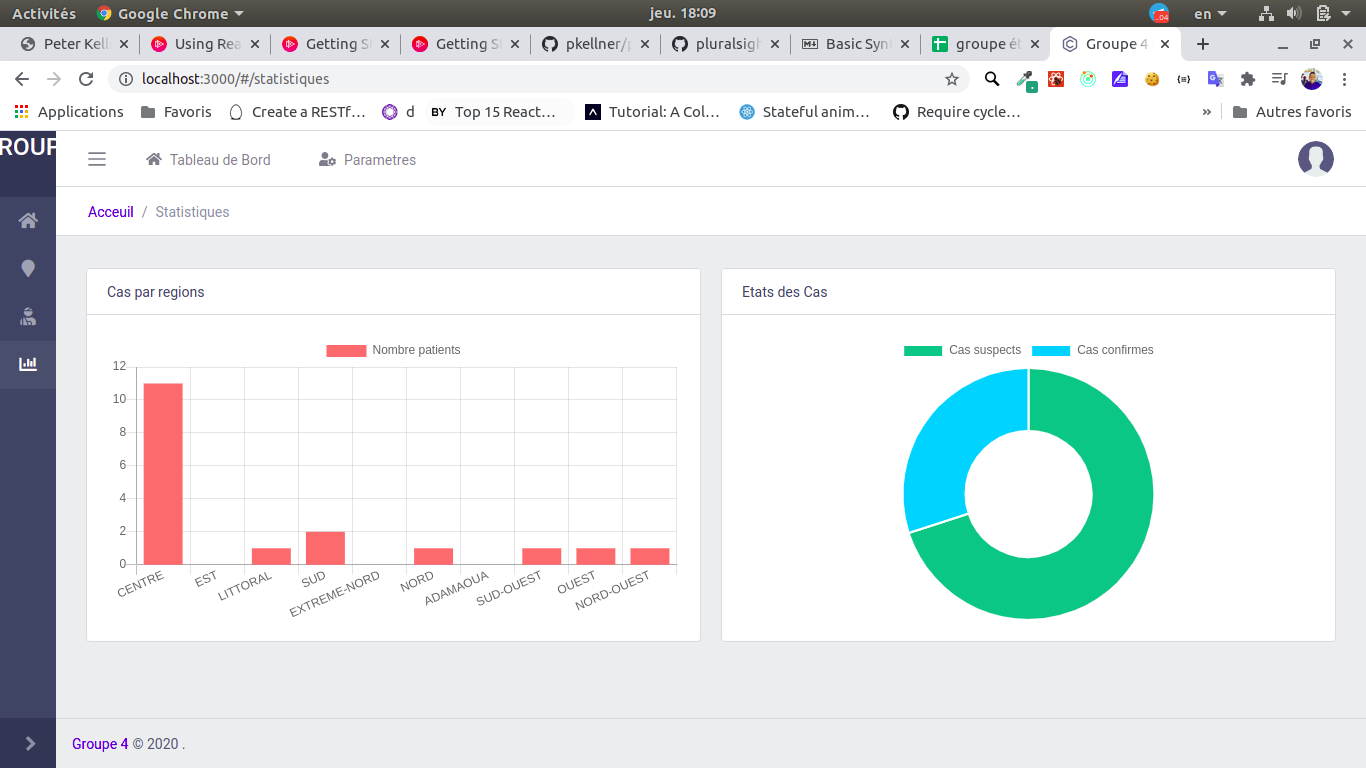 Activités Google Chrome jeu. 18:09 en
Peter Kell Using Rea Getting S Getting S pkellner/p pluralsigh Basic Syn groupe ét Groupe 4
localhost:3000/#/statistiques
Applications Favoris Create a RESTf… d BY Top 15 React… Tutorial: A Col… Stateful anim… Require cycle… » Autres favoris
ROUP Tableau de Bord Parametres
Acceuil / Statistiques
Cas par regions
Nombre patients
12
10
8
6
4
2
0
CENTRE EST LITTORAL SUD EXTREME-NORD NORD ADAMAOUA SUD-OUEST OUEST NORD-OUEST
Etats des Cas
Cas suspects Cas confirmes
Groupe 4 © 2020 .